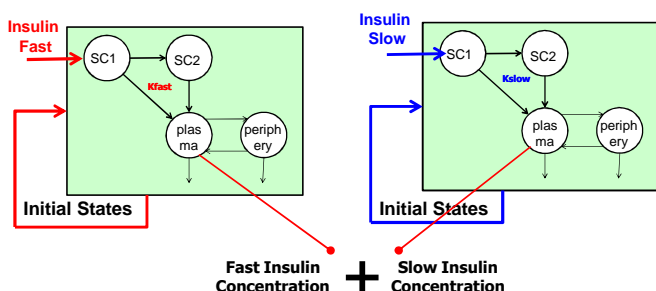 Insulin
Fast
SC1
SC2
Kfast
plas
ma
periph
ery
Initial States
Insulin
Slow
SC1
SC2
Kslow
plas
ma
periph
ery
Initial States
Fast Insulin
Concentration
+
Slow Insulin
Concentration